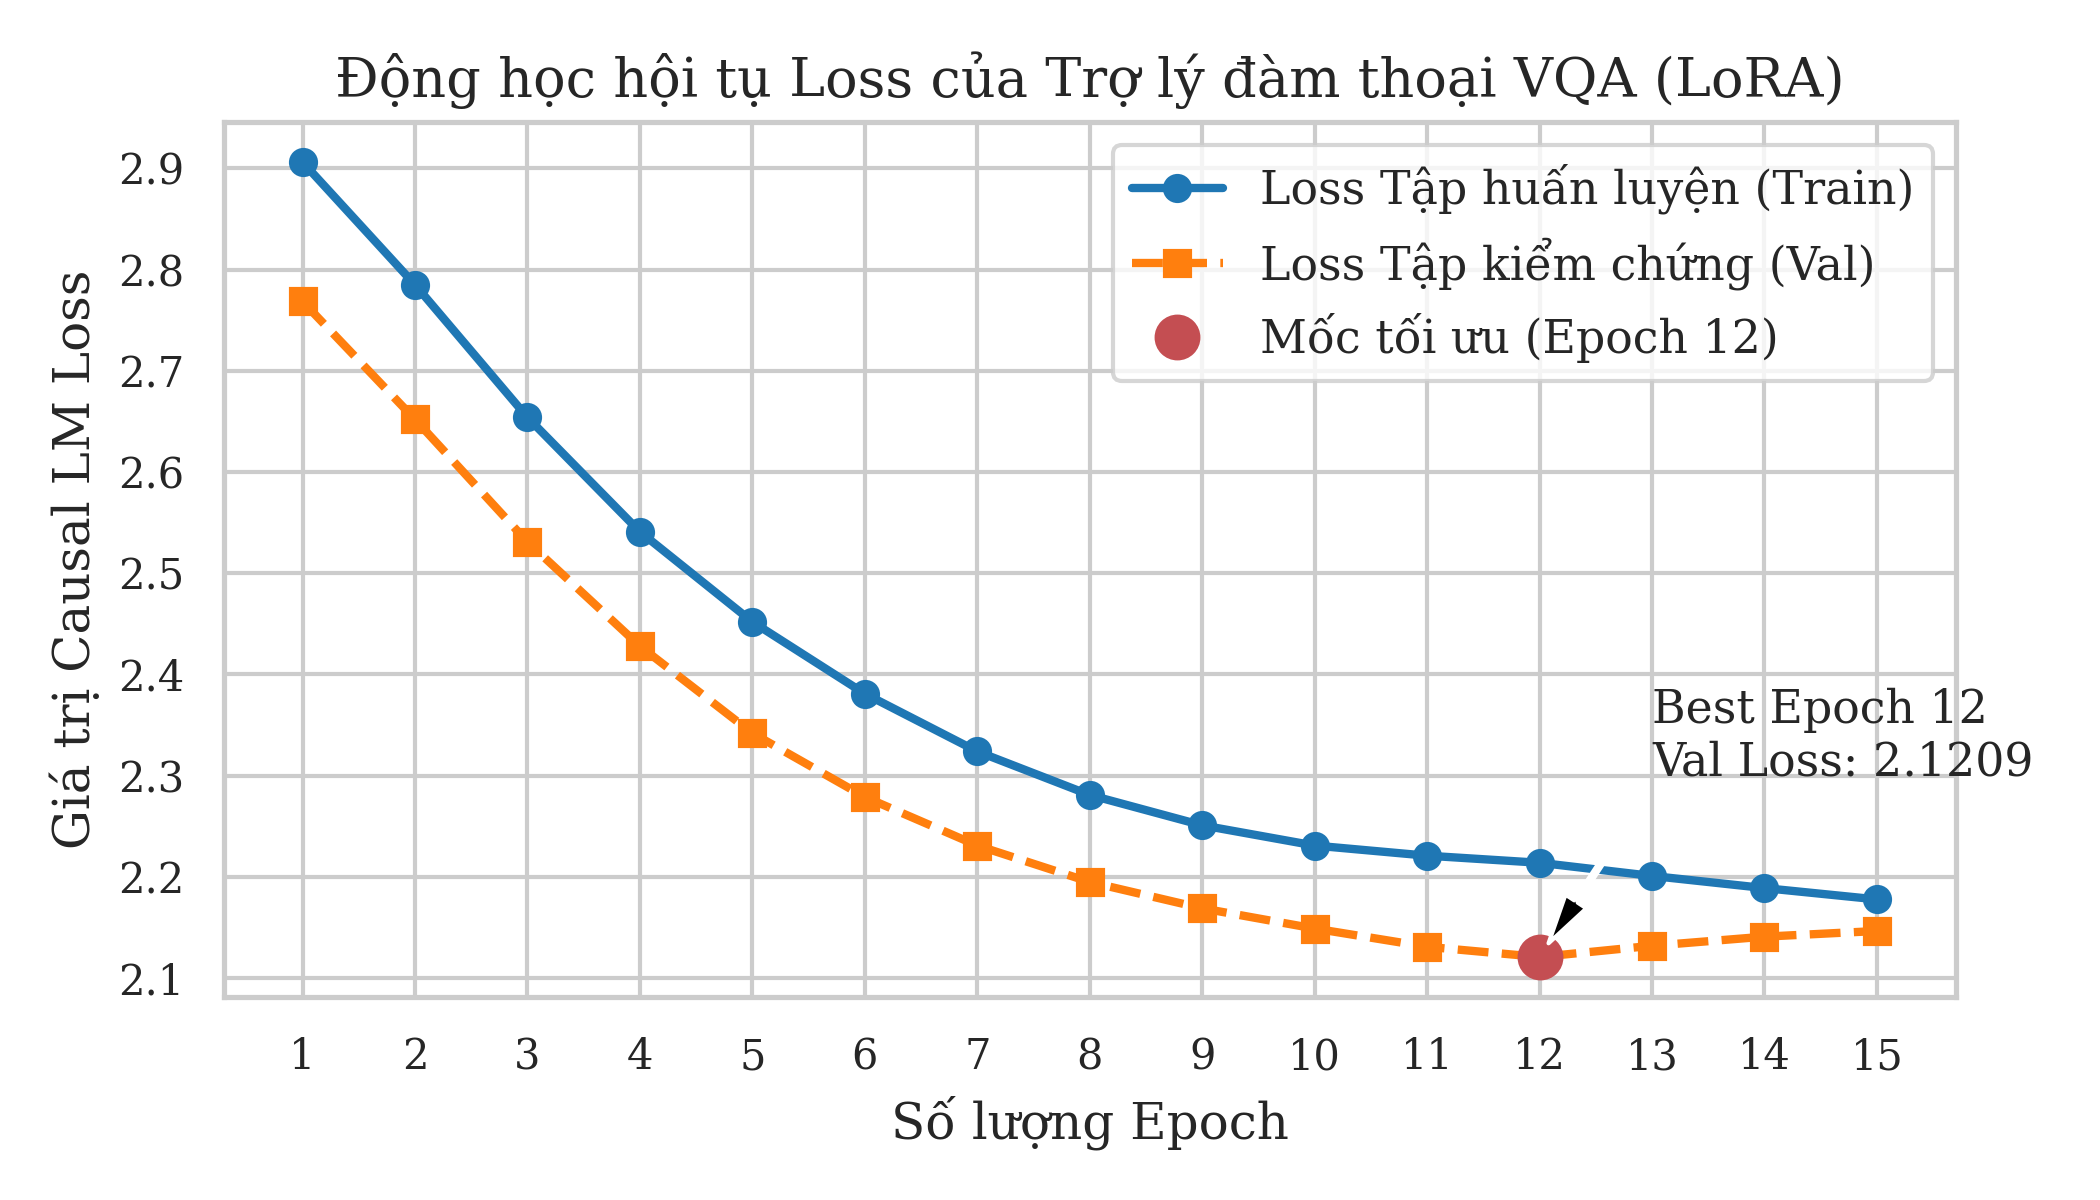 Động học hội tụ Loss của Trợ lý đàm thoại VQA (LoRA)
Giá trị Causal LM Loss
2.9
2.8
2.7
2.6
2.5
2.4
2.3
2.2
2.1
Loss Tập huấn luyện (Train)
Loss Tập kiểm chứng (Val)
Mốc tối ưu (Epoch 12)
Best Epoch 12
Val Loss: 2.1209
1 2 3 4 5 6 7 8 9 10 11 12 13 14 15
Số lượng Epoch